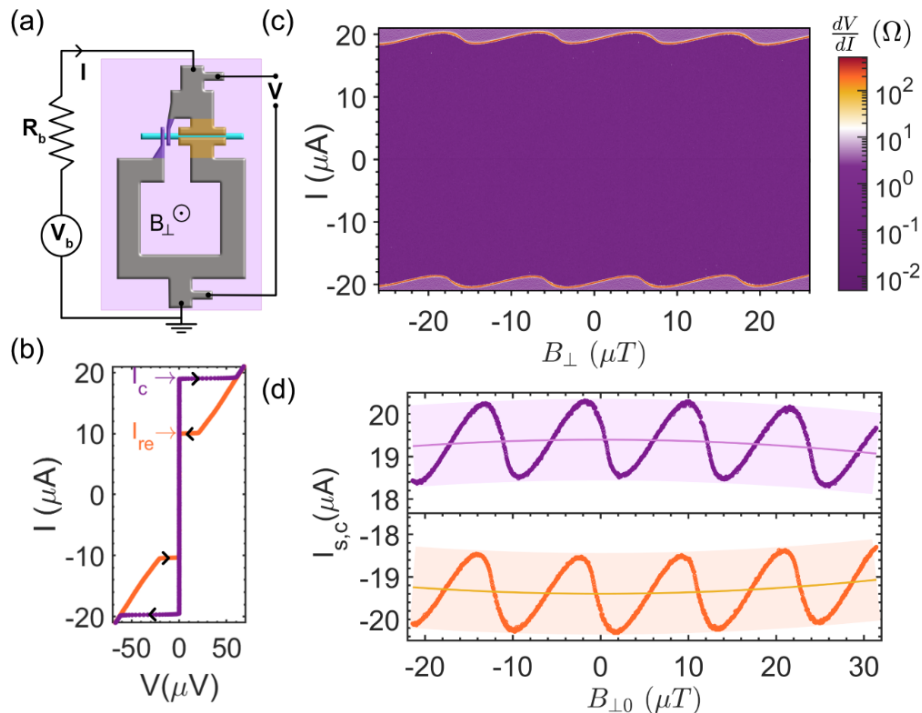 (a)
I
R_b
V_b
V
B_⊥
(b)
I_c
I_re
20
10
0
-10
-20
I (μA)
-50 0 50
V(μV)
(c)
20
10
0
-10
-20
I (μA)
-20 -10 0 10 20
B_⊥ (μT)
dV/dI (Ω)
10^2
10^1
10^0
10^-1
10^-2
(d)
20
19
18
-18
-19
-20
I_s,c(μA)
-20 -10 0 10 20 30
B_⊥0 (μT)